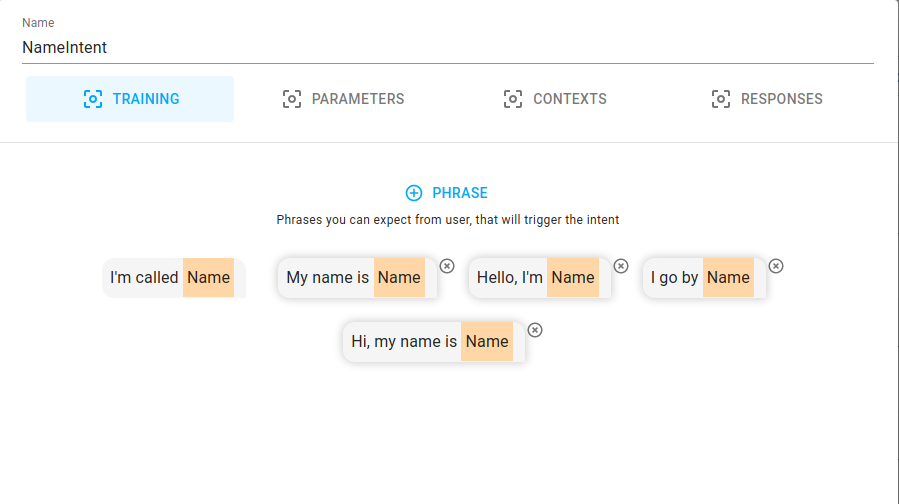 Name
NameIntent
TRAINING PARAMETERS CONTEXTS RESPONSES
PHRASE
Phrases you can expect from user, that will trigger the intent
I'm called Name My name is Name Hello, I'm Name I go by Name
Hi, my name is Name